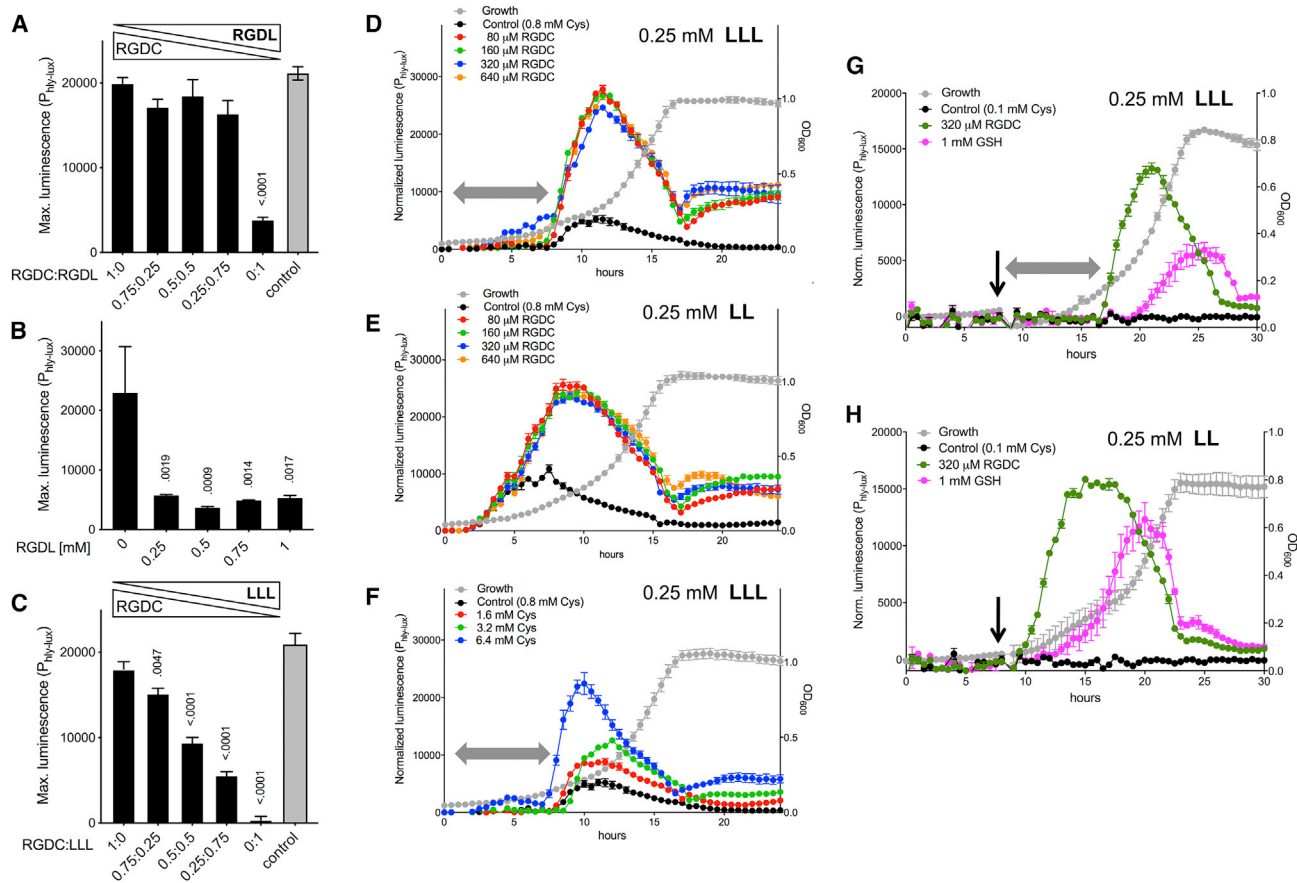 A
RGDL
RGDC
Max. luminescence (Phly-lux)
20000
15000
10000
5000
0
<.0001
RGDC:RGDL
1:0
0.75:0.25
0.5:0.5
0.25:0.75
0:1
control
B
Max. luminescence (Phly-lux)
30000
20000
10000
0
.0019
.0009
.0014
.0017
RGDL [mM]
0
0.25
0.5
0.75
1
C
LLL
RGDC
Max. luminescence (Phly-lux)
20000
10000
0
.0047
<.0001
<.0001
<.0001
RGDC:LLL
1:0
0.75:0.25
0.5:0.5
0.25:0.75
0:1
control
D
Growth
Control (0.8 mM Cys)
80 µM RGDC
160 µM RGDC
320 µM RGDC
640 µM RGDC
0.25 mM LLL
Normalized luminescence (Phly-lux)
30000
20000
10000
0
1.0
0.5
0.0
OD600
0
5
10
15
20
hours
E
Growth
Control (0.8 mM Cys)
80 µM RGDC
160 µM RGDC
320 µM RGDC
640 µM RGDC
0.25 mM LL
Normalized luminescence (Phly-lux)
40000
30000
20000
10000
0
1.0
0.5
0.0
OD600
0
5
10
15
20
hours
F
Growth
Control (0.8 mM Cys)
1.6 mM Cys
3.2 mM Cys
6.4 mM Cys
0.25 mM LLL
Normalized luminescence (Phly-lux)
30000
20000
10000
0
1.0
0.5
0.0
OD600
0
5
10
15
20
hours
G
Growth
Control (0.1 mM Cys)
320 µM RGDC
1 mM GSH
0.25 mM LLL
Norm. luminescence (Phly-lux)
20000
15000
10000
5000
0
1.0
0.8
0.6
0.4
0.2
0.0
OD600
0
5
10
15
20
25
30
hours
H
Growth
Control (0.1 mM Cys)
320 µM RGDC
1 mM GSH
0.25 mM LL
Norm. luminescence (Phly-lux)
20000
15000
10000
5000
0
1.0
0.8
0.6
0.4
0.2
0.0
OD600
0
5
10
15
20
25
30
hours